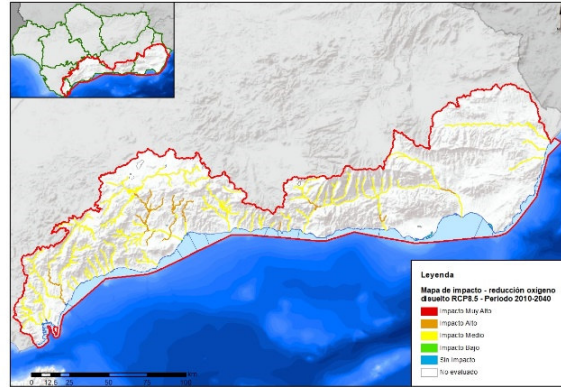 Leyenda
Mapa de impacto - reducción oxígeno
disuelto RCP8.5 - Periodo 2010-2040
Impacto Muy Alto
Impacto Alto
Impacto Medio
Impacto Bajo
Sin Impacto
No evaluado
0 12,5 25 50 75 100